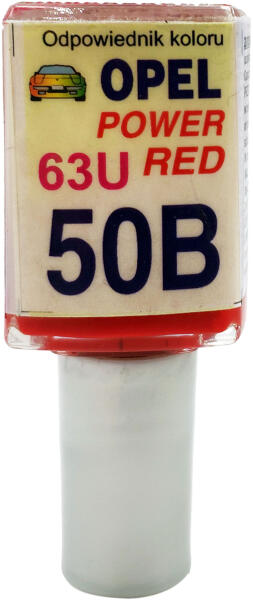 Odpowiednik koloru
OPEL
POWER
63U RED
50B